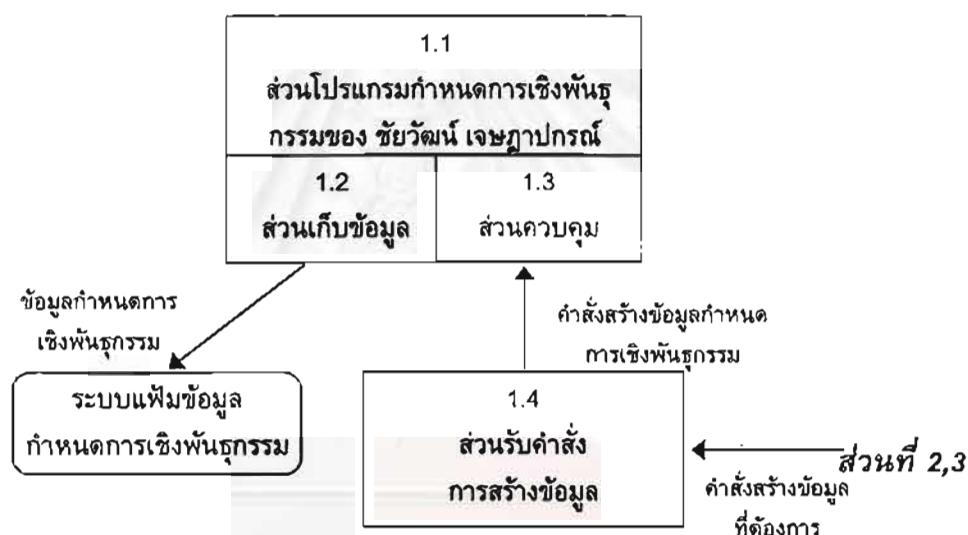 1.1
ส่วนโปรแกรมกำหนดการเชิงพันธุ
กรรมของ ชัยวัฒน์ เจษฎาปกรณ์
1.2
ส่วนเก็บข้อมูล
1.3
ส่วนควบคุม
ข้อมูลกำหนดการ
เชิงพันธุกรรม
คำสั่งสร้างข้อมูลกำหนด
การเชิงพันธุกรรม
ระบบแฟ้มข้อมูล
กำหนดการเชิงพันธุกรรม
1.4
ส่วนรับคำสั่ง
การสร้างข้อมูล
ส่วนที่ 2,3
คำสั่งสร้างข้อมูล
ที่ต้องการ